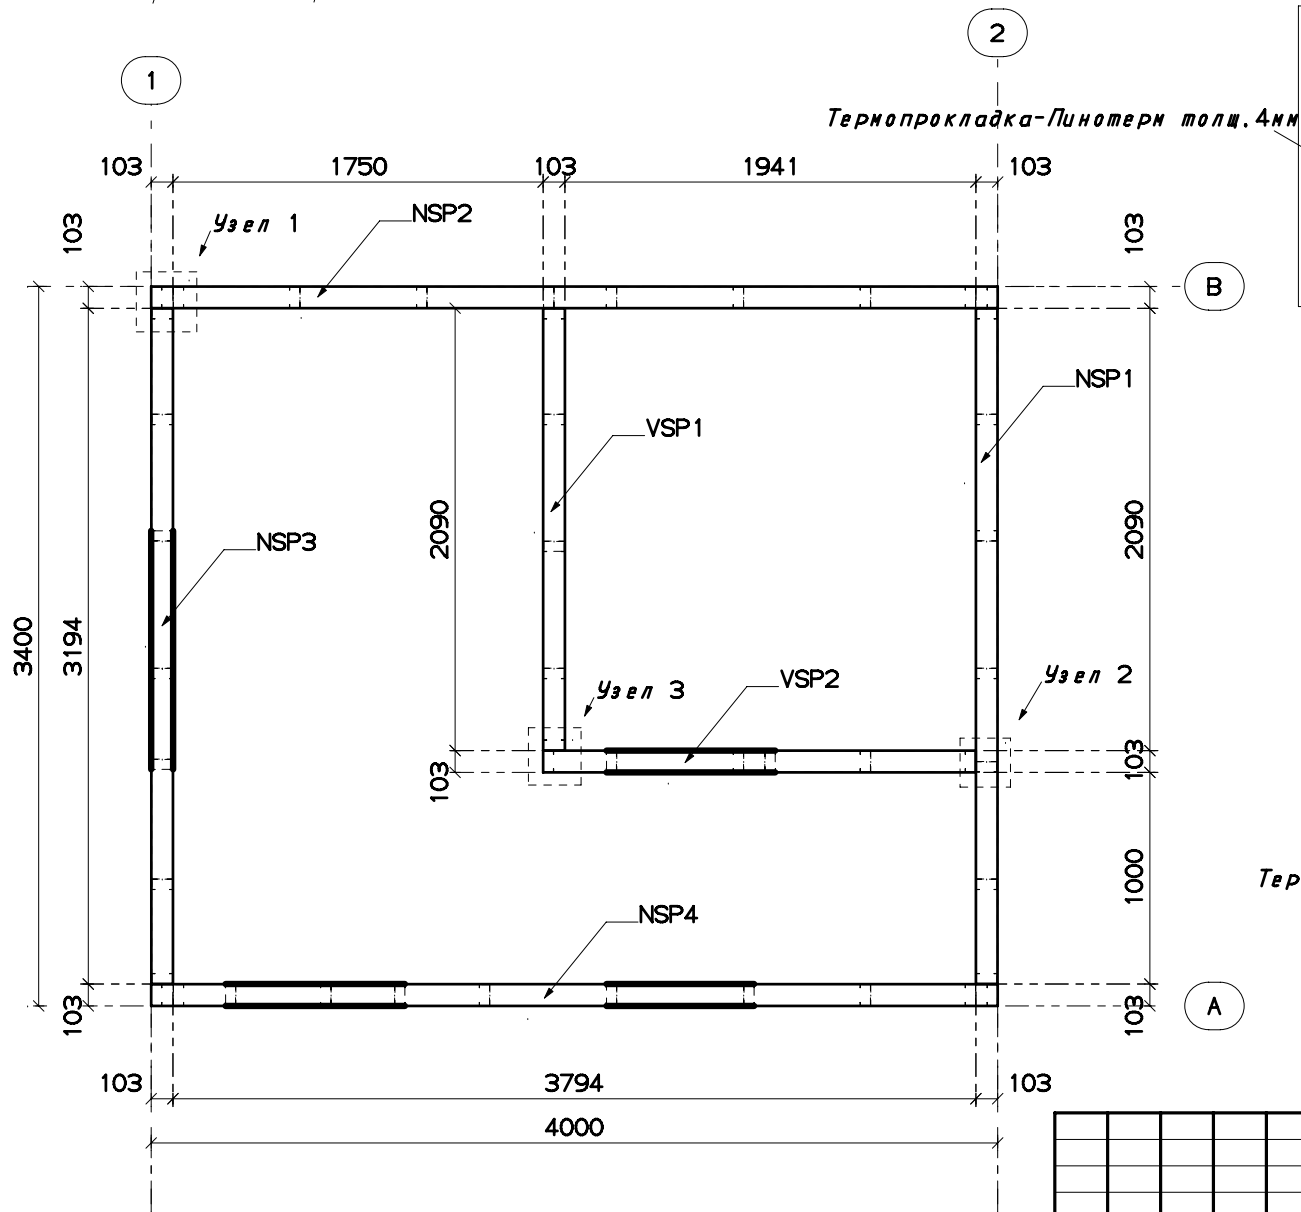 2
1
Термопрокладка-Пинотерм толщ. 4мм
103 1750 103 1941 103
Узел 1
NSP2
103
103
B
NSP1
VSP1
2090
2090
NSP3
3400
3194
Узел 3
VSP2
Узел 2
103
103
1000
Тер
NSP4
103
103
A
103 3794 103
4000